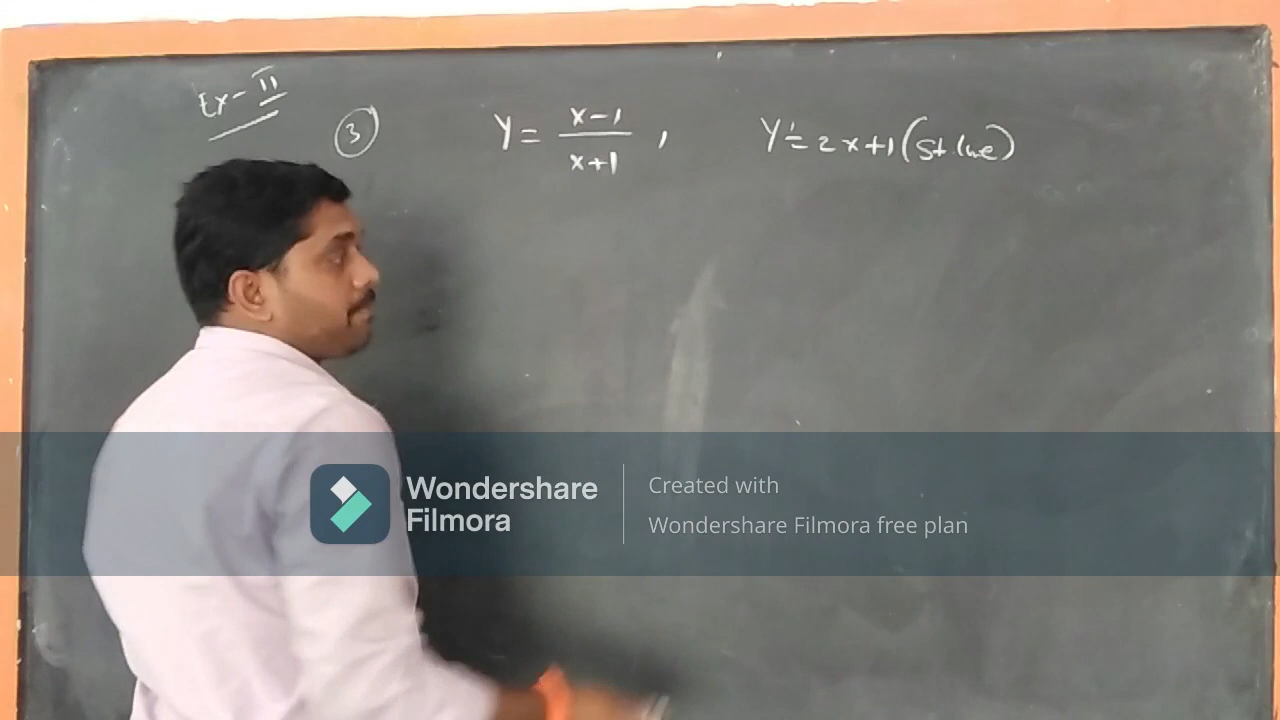 Ex- II
3 y = x-1 / x+1 , y = 2x+1 (St. line)
Wondershare Filmora
Created with
Wondershare Filmora free plan